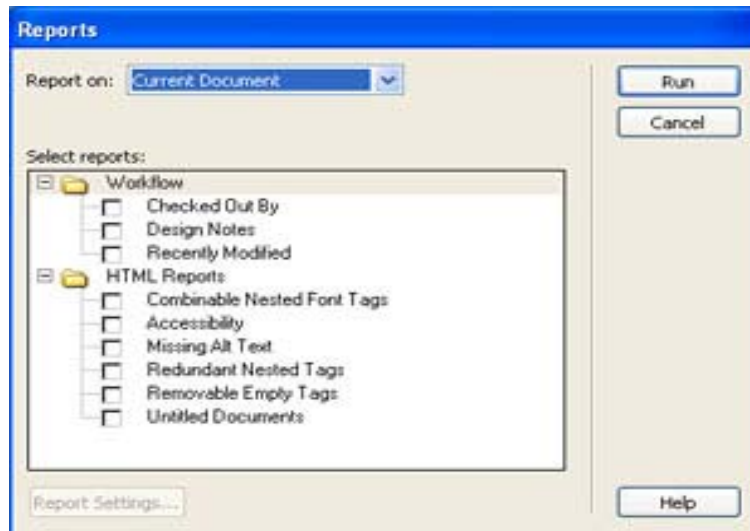 Reports
Report on: Current Document
Run
Cancel
Select reports:
Workflow
Checked Out By
Design Notes
Recently Modified
HTML Reports
Combinable Nested Font Tags
Accessibility
Missing Alt Text
Redundant Nested Tags
Removable Empty Tags
Untitled Documents
Report Settings...
Help